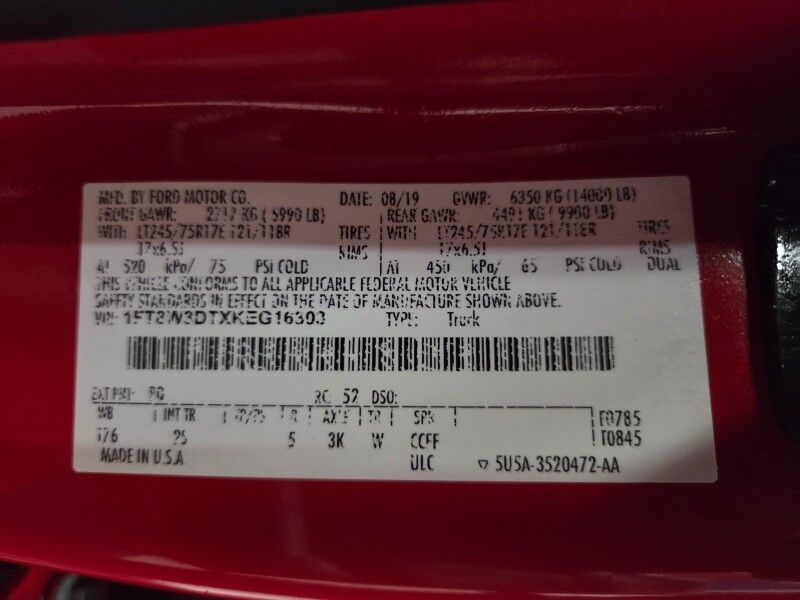 MFD. BY FORD MOTOR CO. DATE: 08/19 GVWR: 6350 KG (14000 LB)
FRONT GAWR: 2717 KG (5990 LB) REAR GAWR: 4491 KG (9900 LB)
WITH LT245/75R17E 121/118R TIRES WITH LT245/75R17E 121/118R TIRES
17x6.5J RIMS 17x6.5J RIMS
AT 520 kPa/ 75 PSI COLD AT 450 kPa/ 65 PSI COLD DUAL
THIS VEHICLE CONFORMS TO ALL APPLICABLE FEDERAL MOTOR VEHICLE
SAFETY STANDARDS IN EFFECT ON THE DATE OF MANUFACTURE SHOWN ABOVE.
VIN: TYPE: Truck
EXT PNT: PQ RC: 52 DSO:
WB INT TR TP/PS R AXLE TR SPR T0785
176 5 3K W CCFF T0845
MADE IN U.S.A. ULC 5U5A-3520472-AA